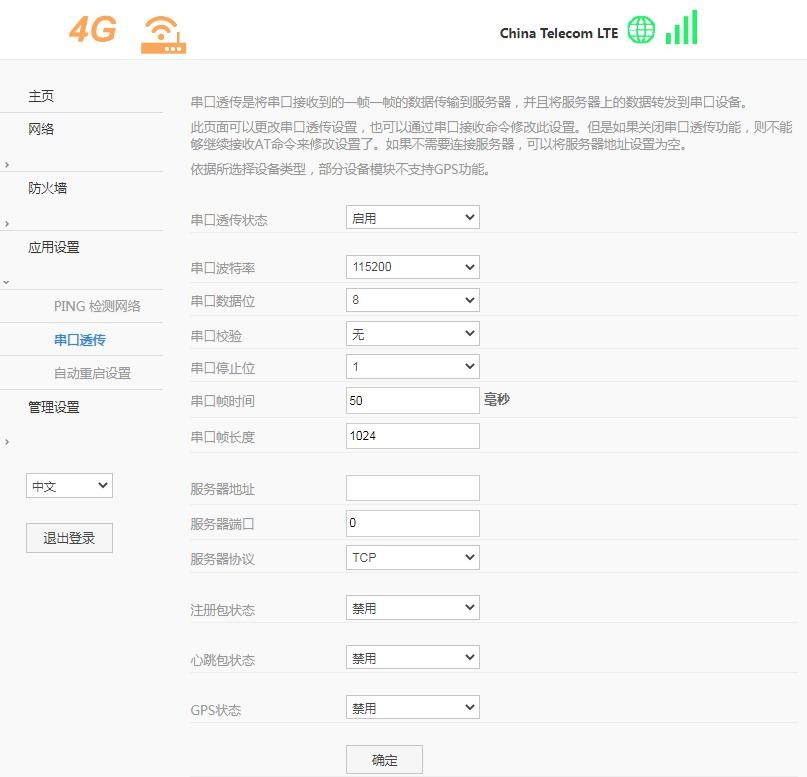 4G
China Telecom LTE
主页
网络
防火墙
应用设置
PING 检测网络
串口透传
自动重启设置
管理设置
中文
退出登录
串口透传是将串口接收到的一帧一帧的数据传输到服务器，并且将服务器上的数据转发到串口设备。
此页面可以更改串口透传设置，也可以通过串口接收命令修改此设置。但是如果关闭串口透传功能，则不能
够继续接收AT命令来修改设置了。如果不需要连接服务器，可以将服务器地址设置为空。
依据所选择设备类型，部分设备模块不支持GPS功能。
串口透传状态 启用
串口波特率 115200
串口数据位 8
串口校验 无
串口停止位 1
串口帧时间 50 毫秒
串口帧长度 1024
服务器地址
服务器端口 0
服务器协议 TCP
注册包状态 禁用
心跳包状态 禁用
GPS状态 禁用
确定